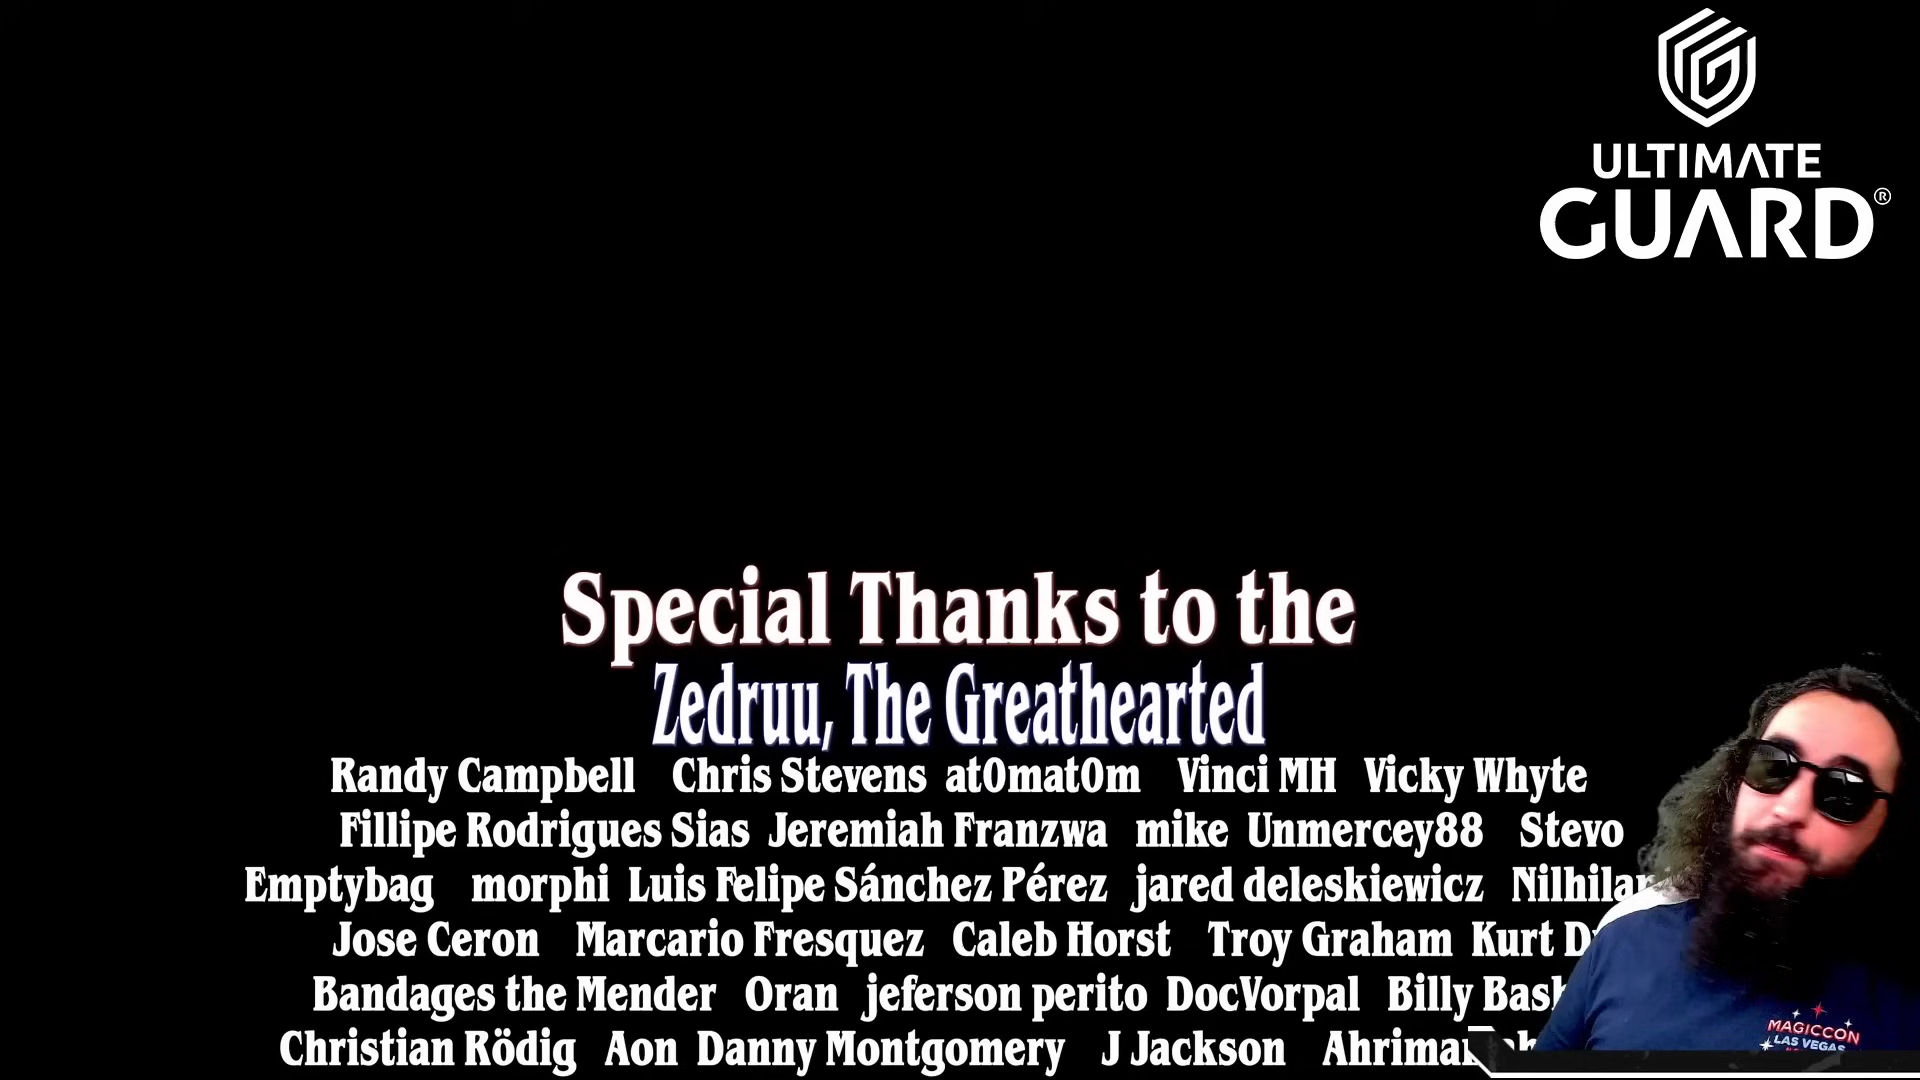 ULTIMATE
GUARD®
Special Thanks to the
Zedruu, The Greathearted
Randy Campbell Chris Stevens at0mat0m Vinci MH Vicky Whyte
Fillipe Rodrigues Sias Jeremiah Franzwa mike Unmercey88 Stevo
Emptybag morphi Luis Felipe Sánchez Pérez jared deleskiewicz
Jose Ceron Marcario Fresquez Caleb Horst Troy Graham Kurt
Bandages the Mender Oran jeferson perito DocVorpal Billy
Christian Rödig Aon Danny Montgomery J Jackson
MAGICCON
LAS VEGAS